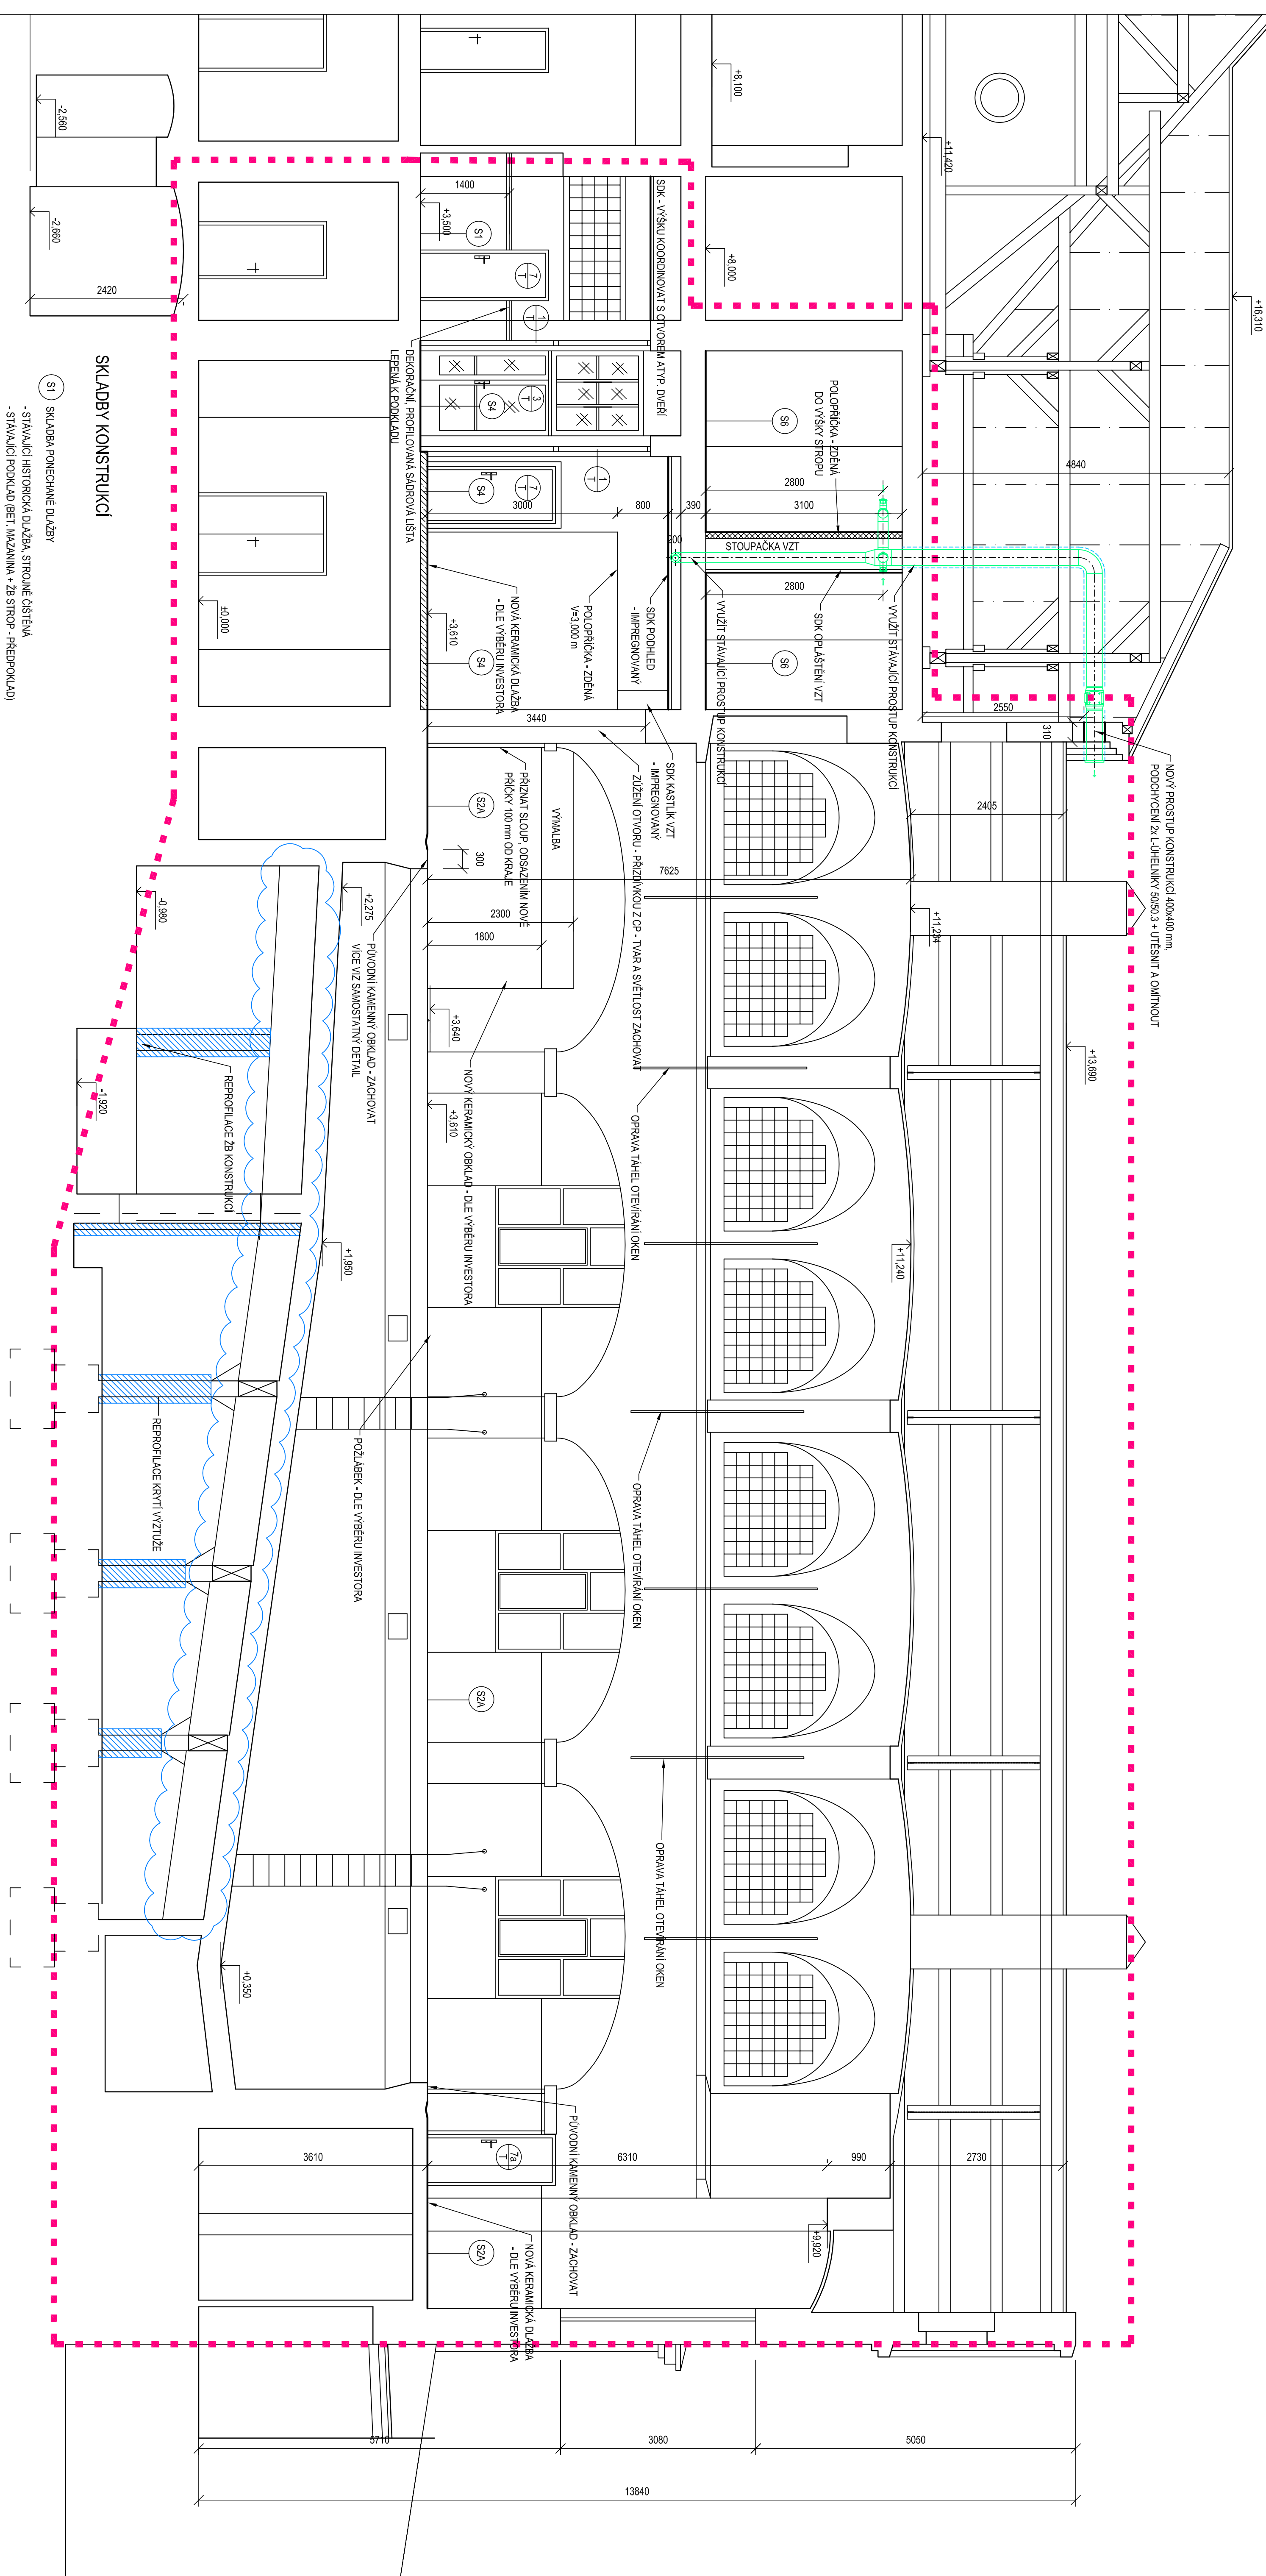 +16,310
4840
+11,420
2550
310
NOVÝ PROSTUP KONSTRUKCÍ 400x400 mm,
PODCHYCENÍ 2x L-ÚHELNÍKY 50/50.3 + UTĚSNIT A OMÍTNOUT
+13,690
2405
+11,234
+11,240
+8,100
+8,000
S6
POLOPŘÍČKA - ZDĚNÁ
DO VÝŠKY STROPU
2800
3100
STOUPAČKA VZT
2800
SDK OPLÁŠTĚNÍ VZT
VYUŽÍT STÁVAJÍCÍ PROSTUP KONSTRUKCÍ
S6
VYUŽÍT STÁVAJÍCÍ PROSTUP KONSTRUKCÍ
SDK - VÝŠKU KOORDINOVAT S OTVOREM ATYP. DVEŘÍ
1400
+3,500
S1
7
T
1
T
DEKORAČNÍ, PROFILOVANÁ SÁDROVÁ LIŠTA
LEPENÁ K PODKLADU
3
T
S4
1
T
7
T
S4
3000
800
390
200
SDK PODHLED
- IMPREGNOVANÝ
POLOPŘÍČKA - ZDĚNÁ
V=3,000 m
NOVÁ KERAMICKÁ DLAŽBA
- DLE VÝBĚRU INVESTORA
+3,610
S4
SDK KASTLÍK VZT
- IMPREGNOVANÝ
3440
ZÚŽENÍ OTVORU - PŘIZDÍVKOU Z CP - TVAR A SVĚTLOST ZACHOVAT
7625
VÝMALBA
PŘIZNAT SLOUP, ODSAZENÍM NOVÉ
PŘÍČKY 100 mm OD KRAJE
S2A
300
2300
1800
+3,640
NOVÝ KERAMICKÝ OBKLAD - DLE VÝBĚRU INVESTORA
+3,610
OPRAVA TÁHEL OTEVÍRÁNÍ OKEN
OPRAVA TÁHEL OTEVÍRÁNÍ OKEN
OPRAVA TÁHEL OTEVÍRÁNÍ OKEN
+2,275
PŮVODNÍ KAMENNÝ OBKLAD - ZACHOVAT
VÍCE VIZ SAMOSTATNÝ DETAIL
+1,950
POŽLÁBEK - DLE VÝBĚRU INVESTORA
S2A
+0,350
-0,980
-1,920
REPROFILACE ŽB KONSTRUKCÍ
REPROFILACE KRYTÍ VÝZTUŽE
PŮVODNÍ KAMENNÝ OBKLAD - ZACHOVAT
7a
T
3610
6310
990
2730
+9,920
NOVÁ KERAMICKÁ DLAŽBA
- DLE VÝBĚRU INVESTORA
S2A
5710
3080
5050
13840
±0,000
-2,560
-2,660
2420
SKLADBY KONSTRUKCÍ
S1 SKLADBA PONECHANÉ DLAŽBY
- STÁVAJÍCÍ HISTORICKÁ DLAŽBA, STROJNĚ ČIŠTĚNÁ
- STÁVAJÍCÍ PODKLAD (BET. MAZANINA + ŽB STROP - PŘEDPOKLAD)